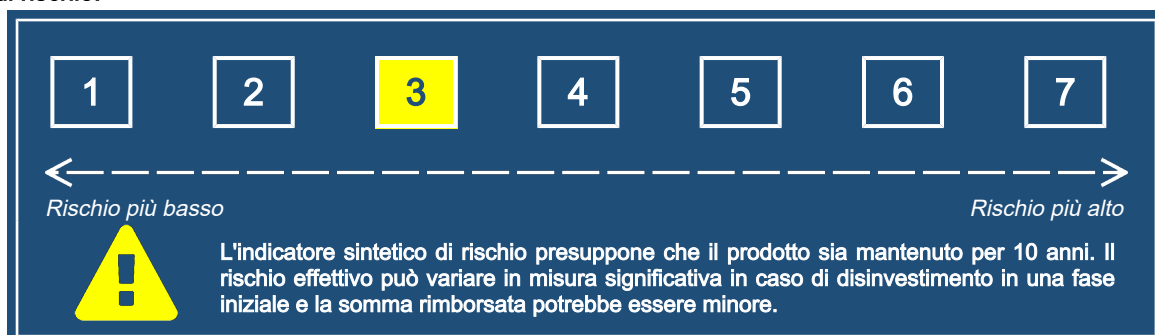 1 2 3 4 5 6 7
Rischio più basso Rischio più alto
L'indicatore sintetico di rischio presuppone che il prodotto sia mantenuto per 10 anni. Il
rischio effettivo può variare in misura significativa in caso di disinvestimento in una fase
iniziale e la somma rimborsata potrebbe essere minore.